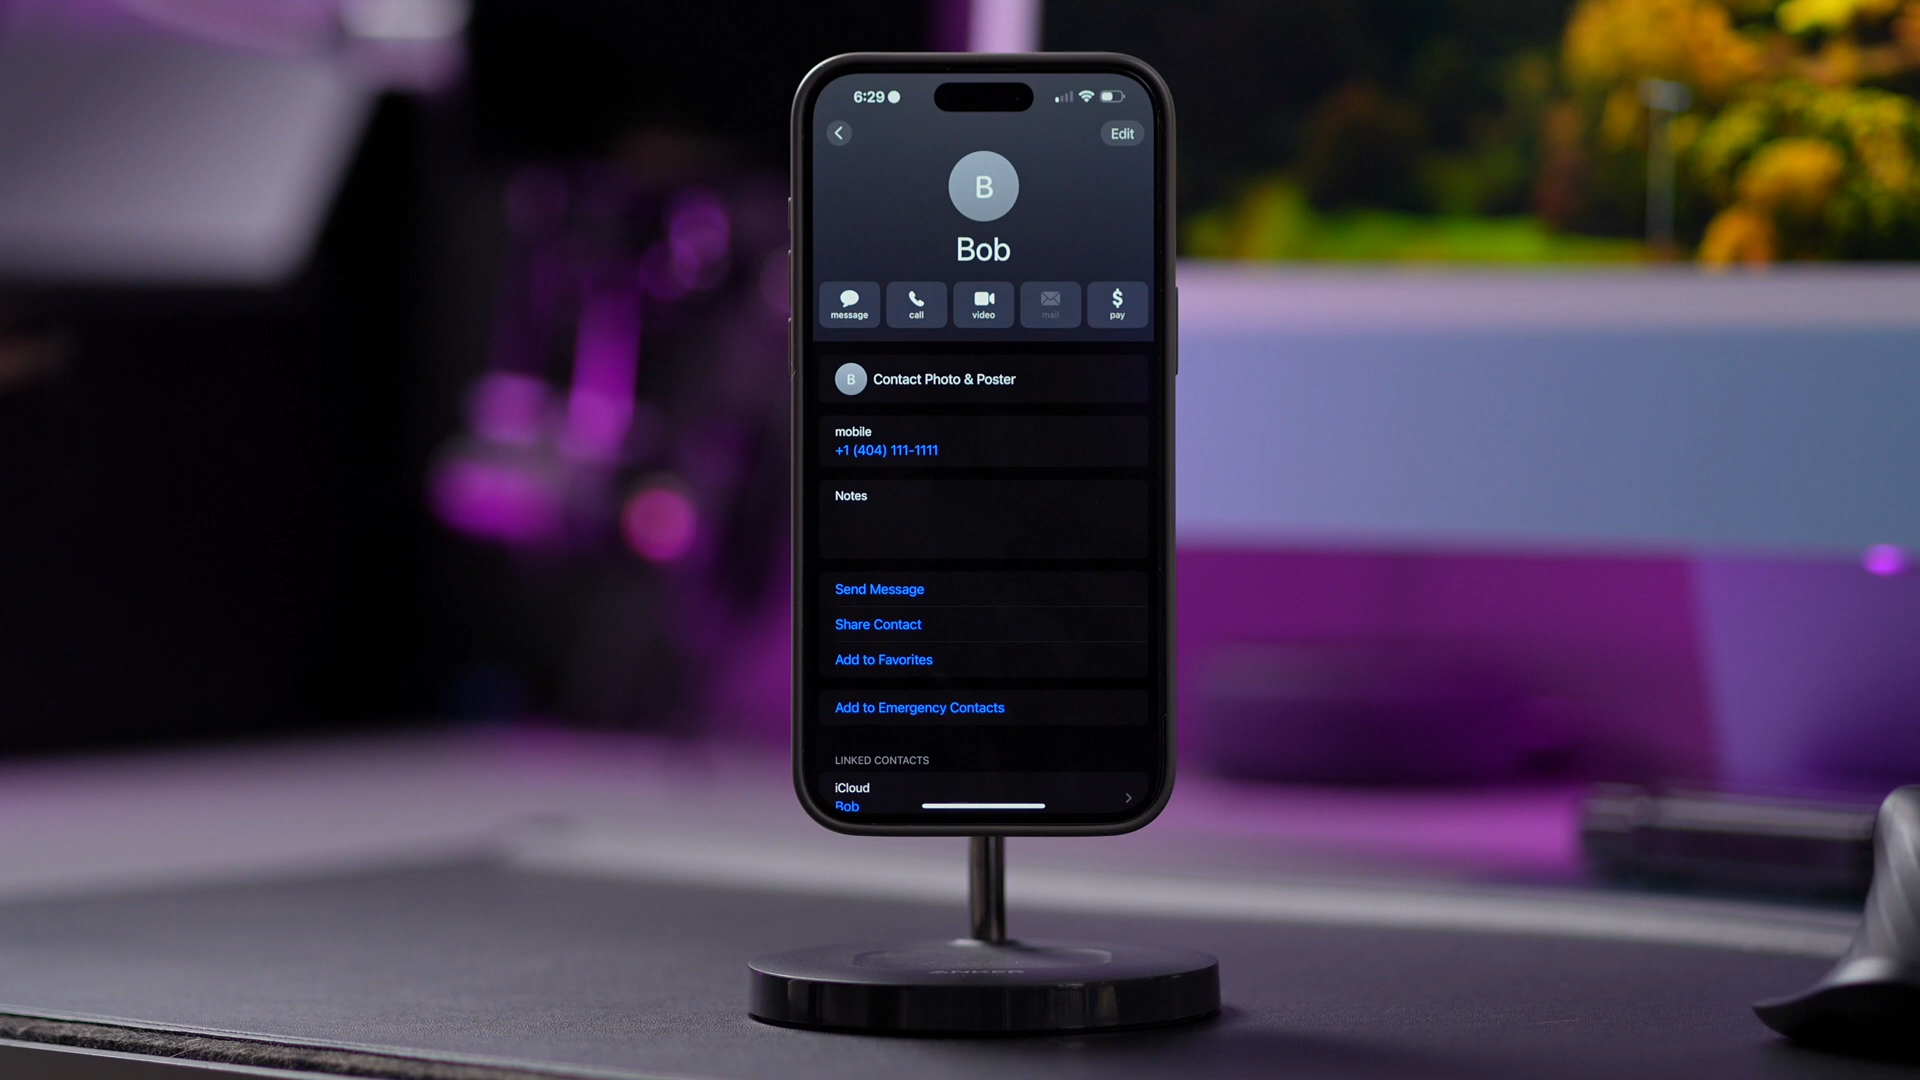 6:29
Edit
B
Bob
message call video mail pay
B Contact Photo & Poster
mobile
+1 (404) 111-1111
Notes
Send Message
Share Contact
Add to Favorites
Add to Emergency Contacts
LINKED CONTACTS
iCloud
Bob
ANKER